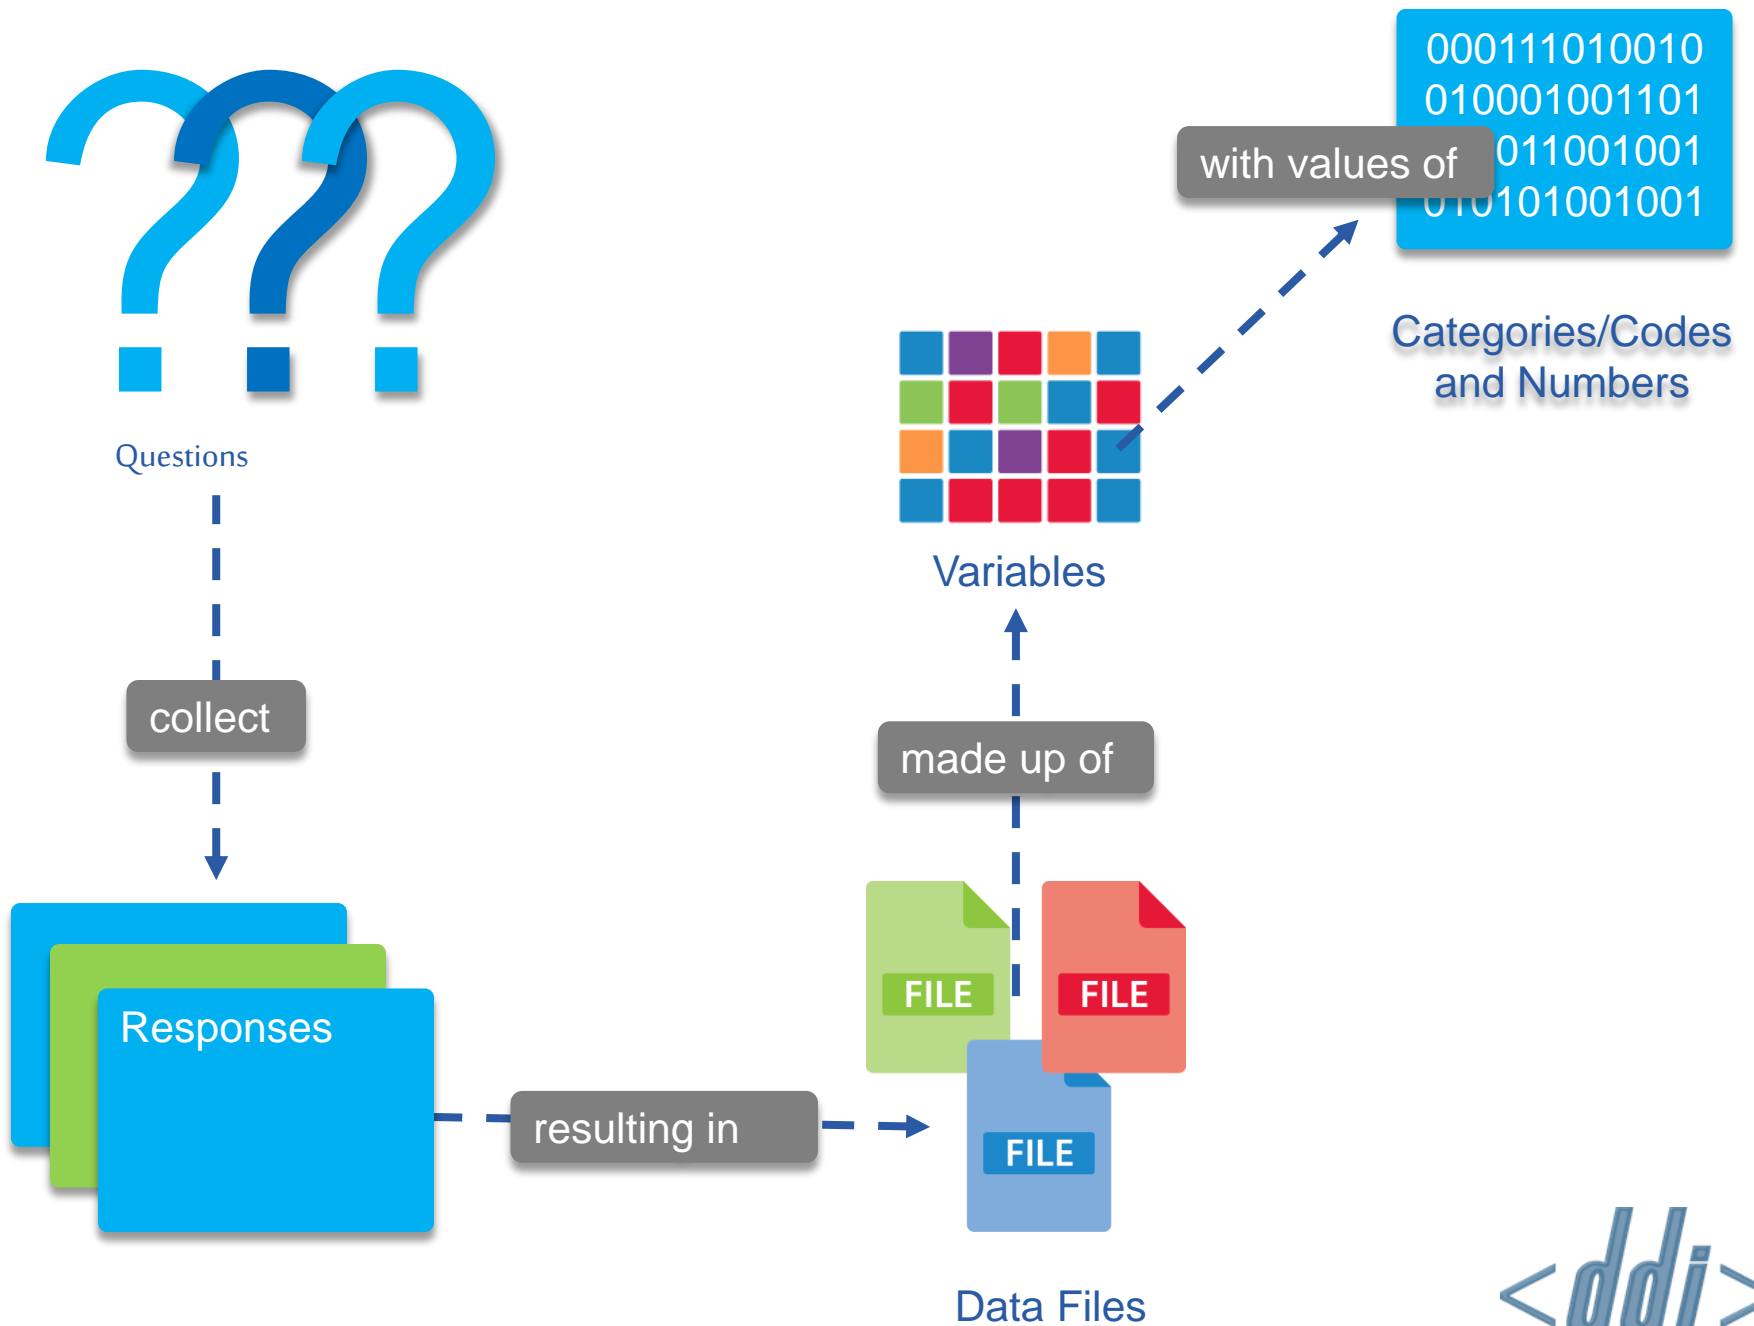 Questions
collect
Responses
resulting in
FILE
FILE
FILE
Data Files
made up of
Variables
with values of
000111010010
010001001101
011001001
010101001001
Categories/Codes
and Numbers
<ddi>